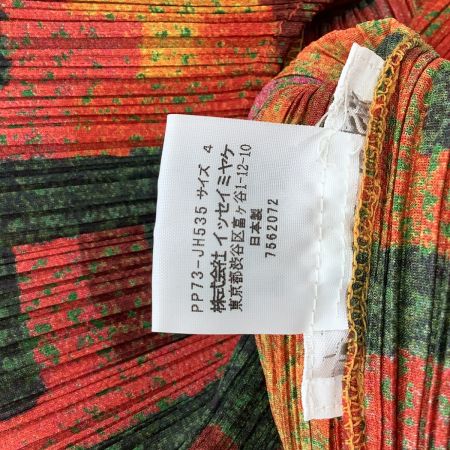 PP73-JH535 サイズ 4
株式会社 イッセイミヤケ
東京都渋谷区富ヶ谷1-12-10
日本製
7562072